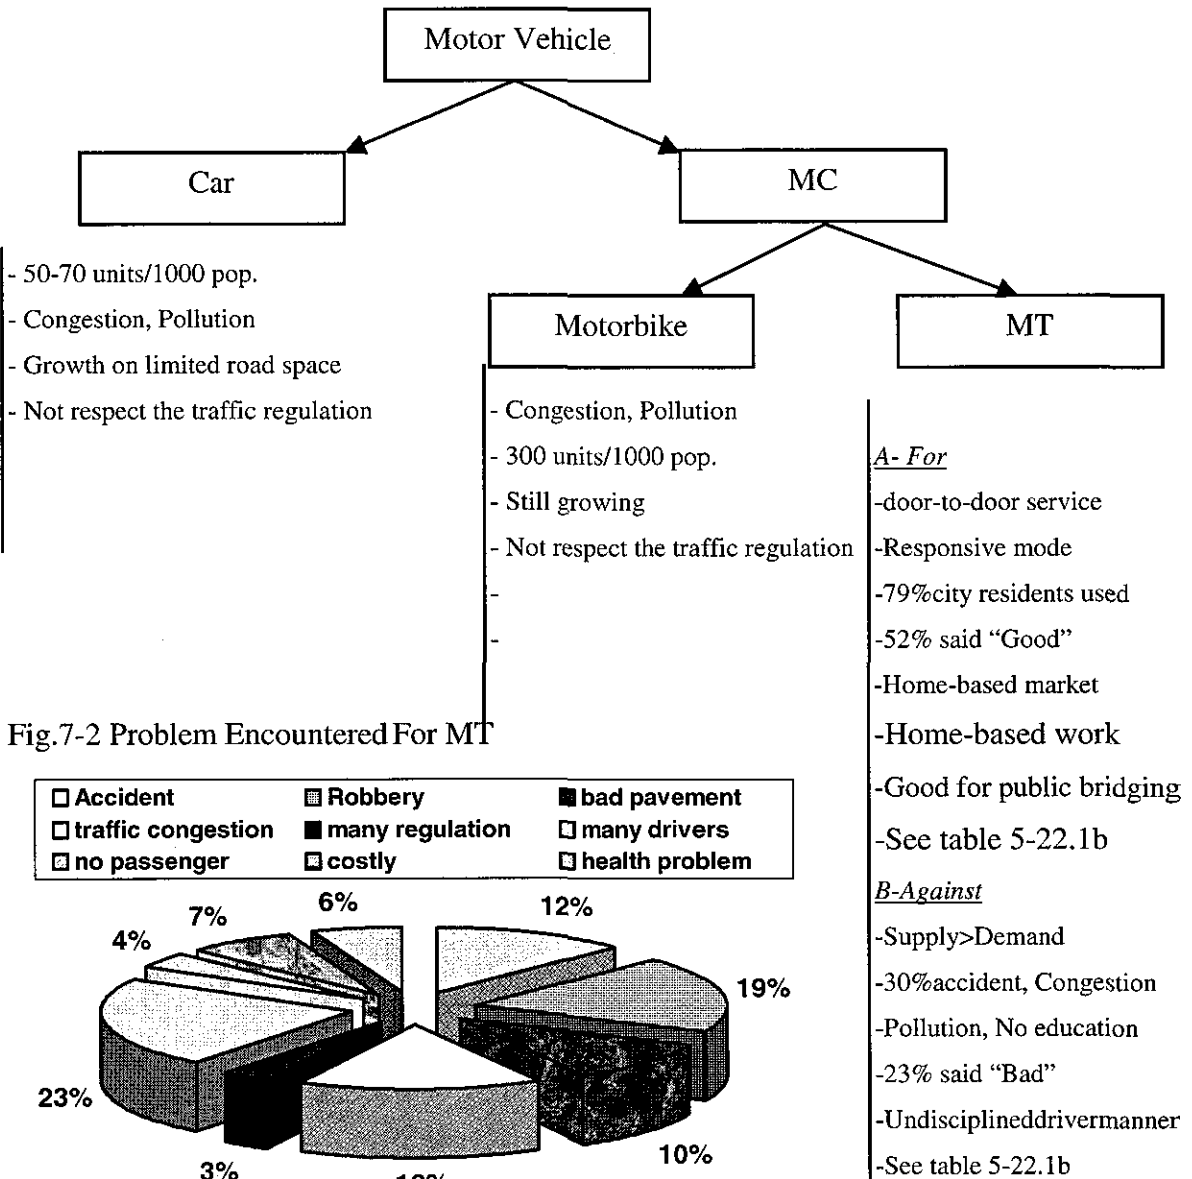 Motor Vehicle
Car
MC
- 50-70 units/1000 pop.
- Congestion, Pollution
- Growth on limited road space
- Not respect the traffic regulation
Motorbike
MT
- Congestion, Pollution
- 300 units/1000 pop.
- Still growing
- Not respect the traffic regulation
-
-
A- For
-door-to-door service
-Responsive mode
-79%city residents used
-52% said “Good”
-Home-based market
-Home-based work
-Good for public bridging
-See table 5-22.1b
B-Against
-Supply>Demand
-30%accident, Congestion
-Pollution, No education
-23% said “Bad”
-Undisciplineddrivermanner
-See table 5-22.1b
Fig.7-2 Problem Encountered For MT
Accident
Robbery
bad pavement
traffic congestion
many regulation
many drivers
no passenger
costly
health problem
6%
12%
7%
4%
19%
23%
10%
3%